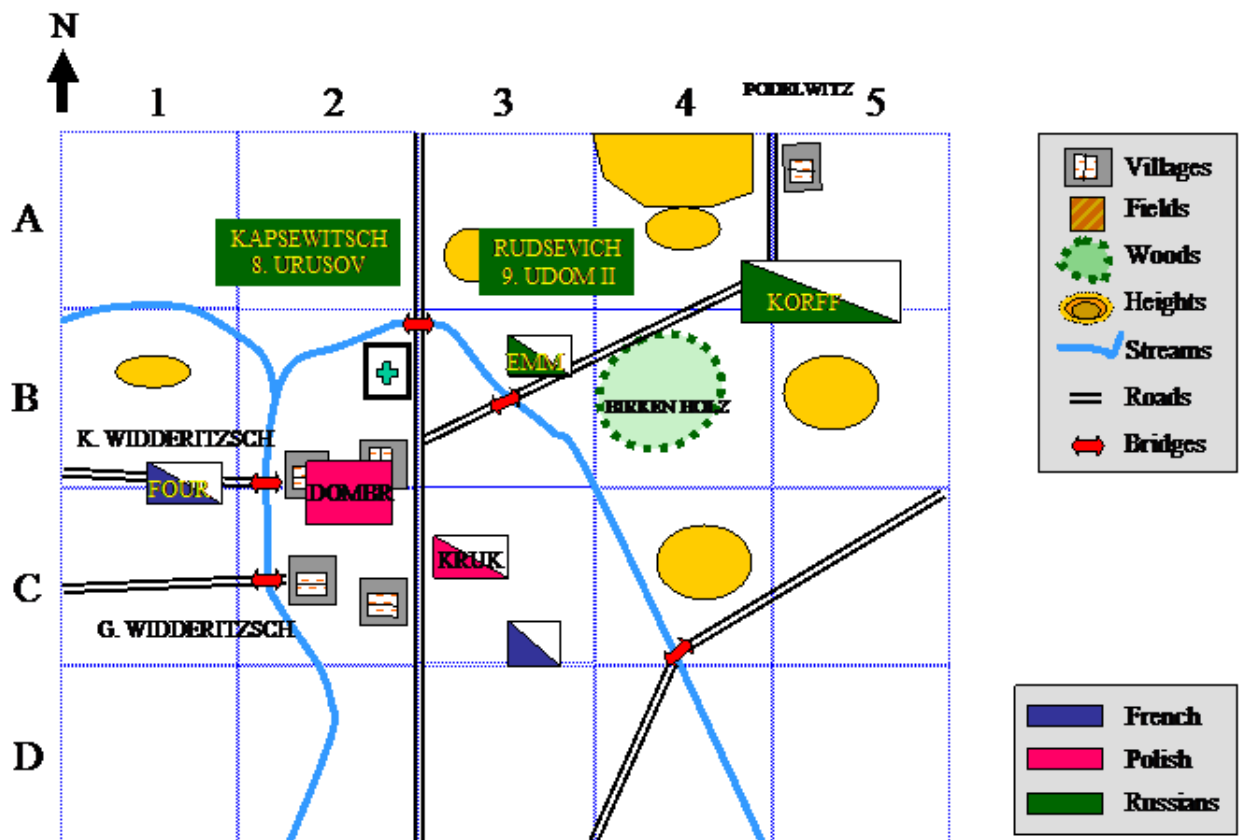 N
1 2 3 4 PODELWITZ 5
A
KAPSEWITSCH
8. URUSOV
RUDSEVICH
9. UDOM II
KORFF
EMM
B
BIRKEN HOLZ
K. WIDDERITZSCH
FOUR
DOMBR
KRUK
C
G. WIDDERITZSCH
D
Villages
Fields
Woods
Heights
Streams
Roads
Bridges
French
Polish
Russians